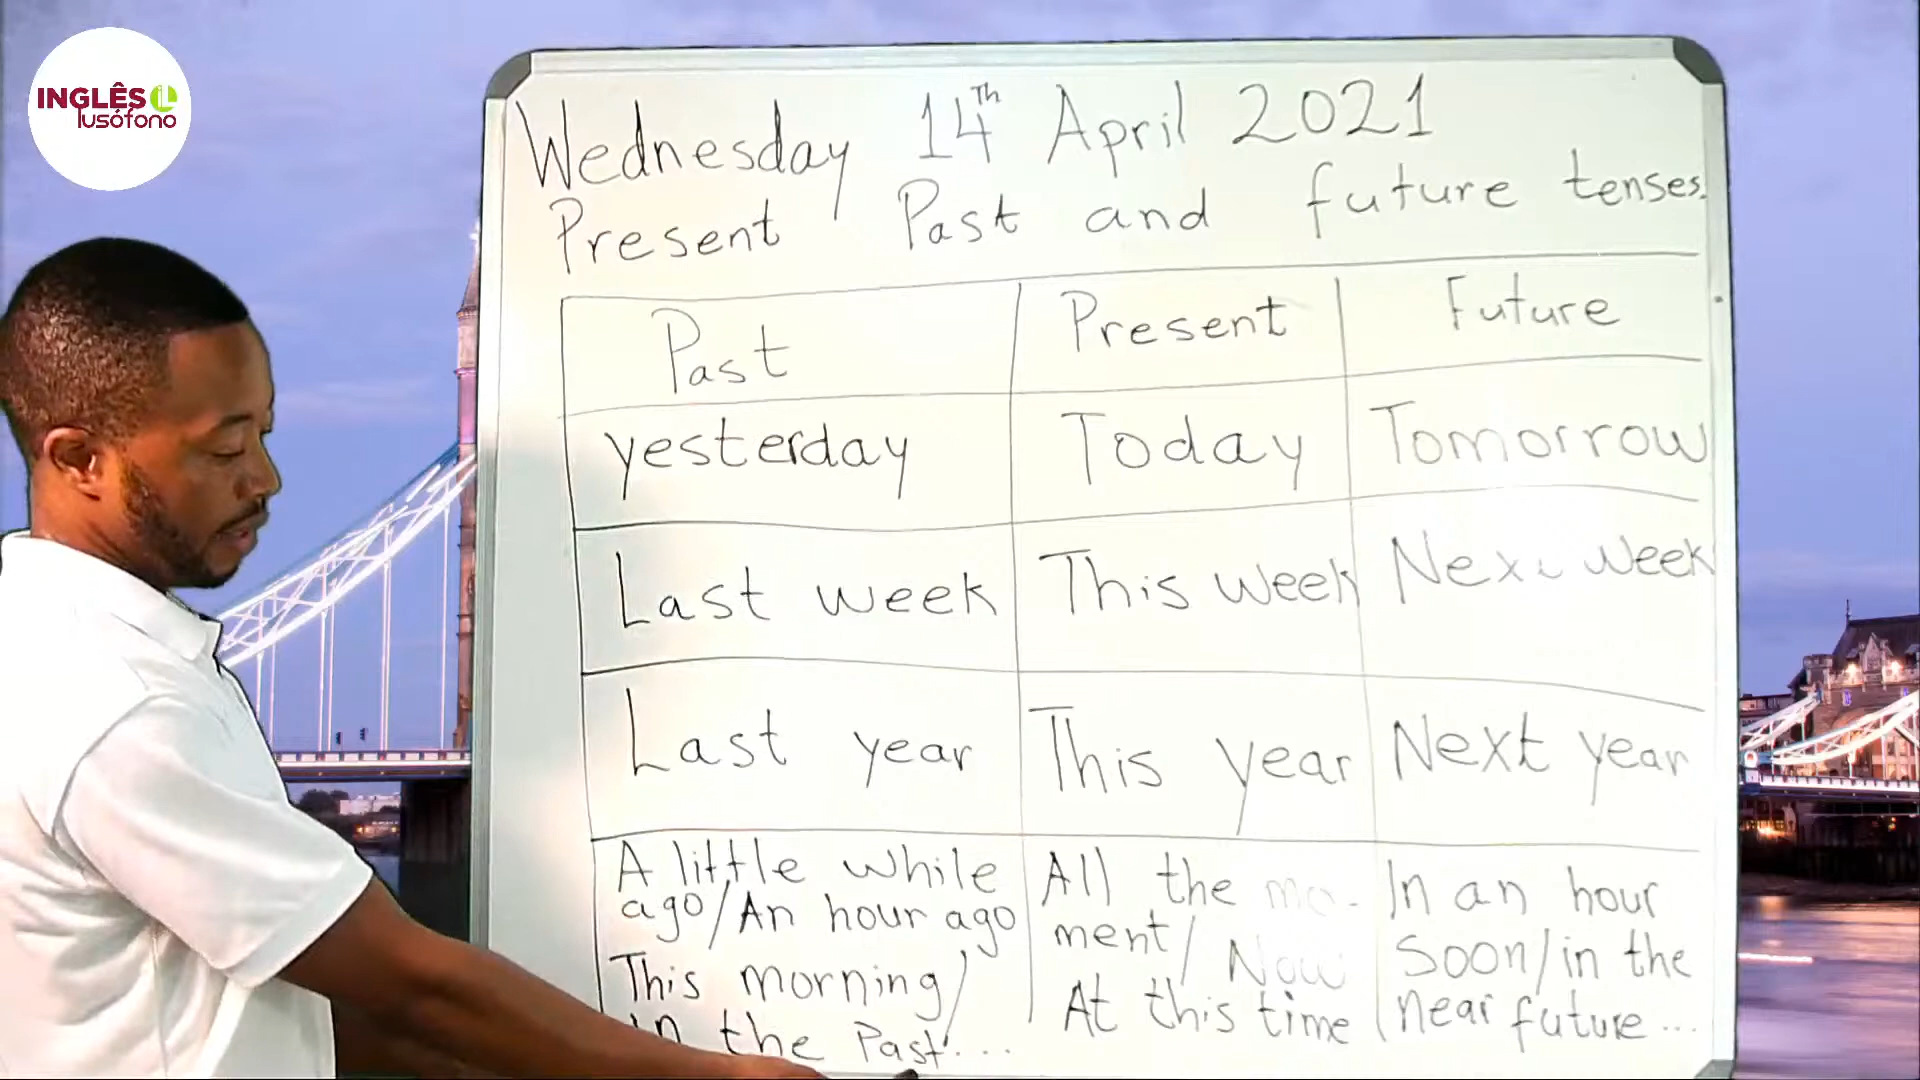 INGLÊS
lusófono
Wednesday 14Th April 2021
Present Past and future tenses.
Past Present Future
yesterday Today Tomorrow
Last week This week Next week
Last year This year Next year
A little while
ago/An hour ago
This morning/
in the Past....
All the mo-
ment/ Now
At this time
In an hour
Soon/in the
near future...